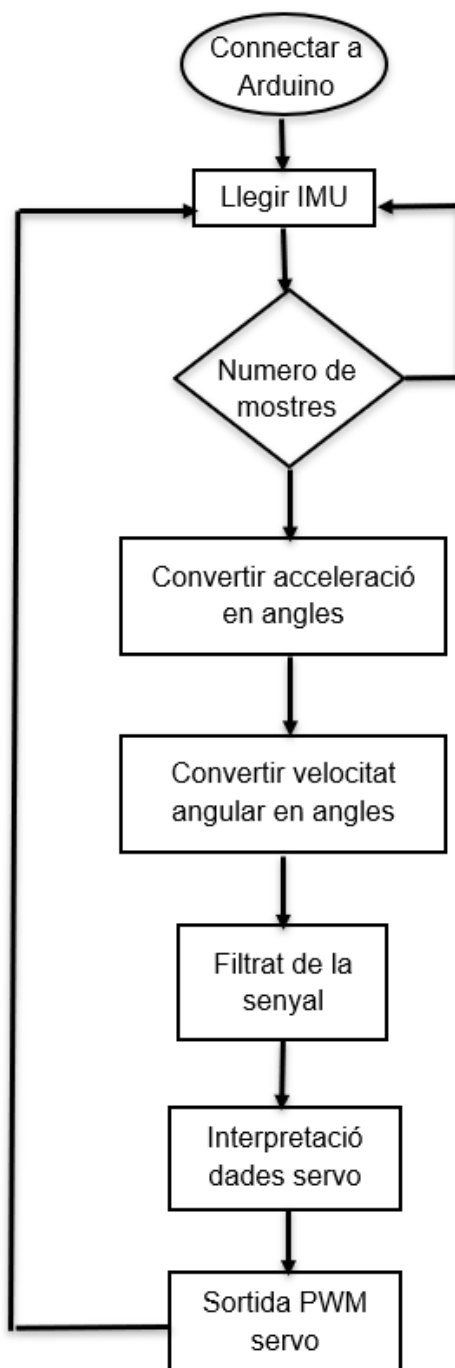 Connectar a
Arduino
Llegir IMU
Numero de
mostres
Convertir acceleració
en angles
Convertir velocitat
angular en angles
Filtrat de la
senyal
Interpretació
dades servo
Sortida PWM
servo